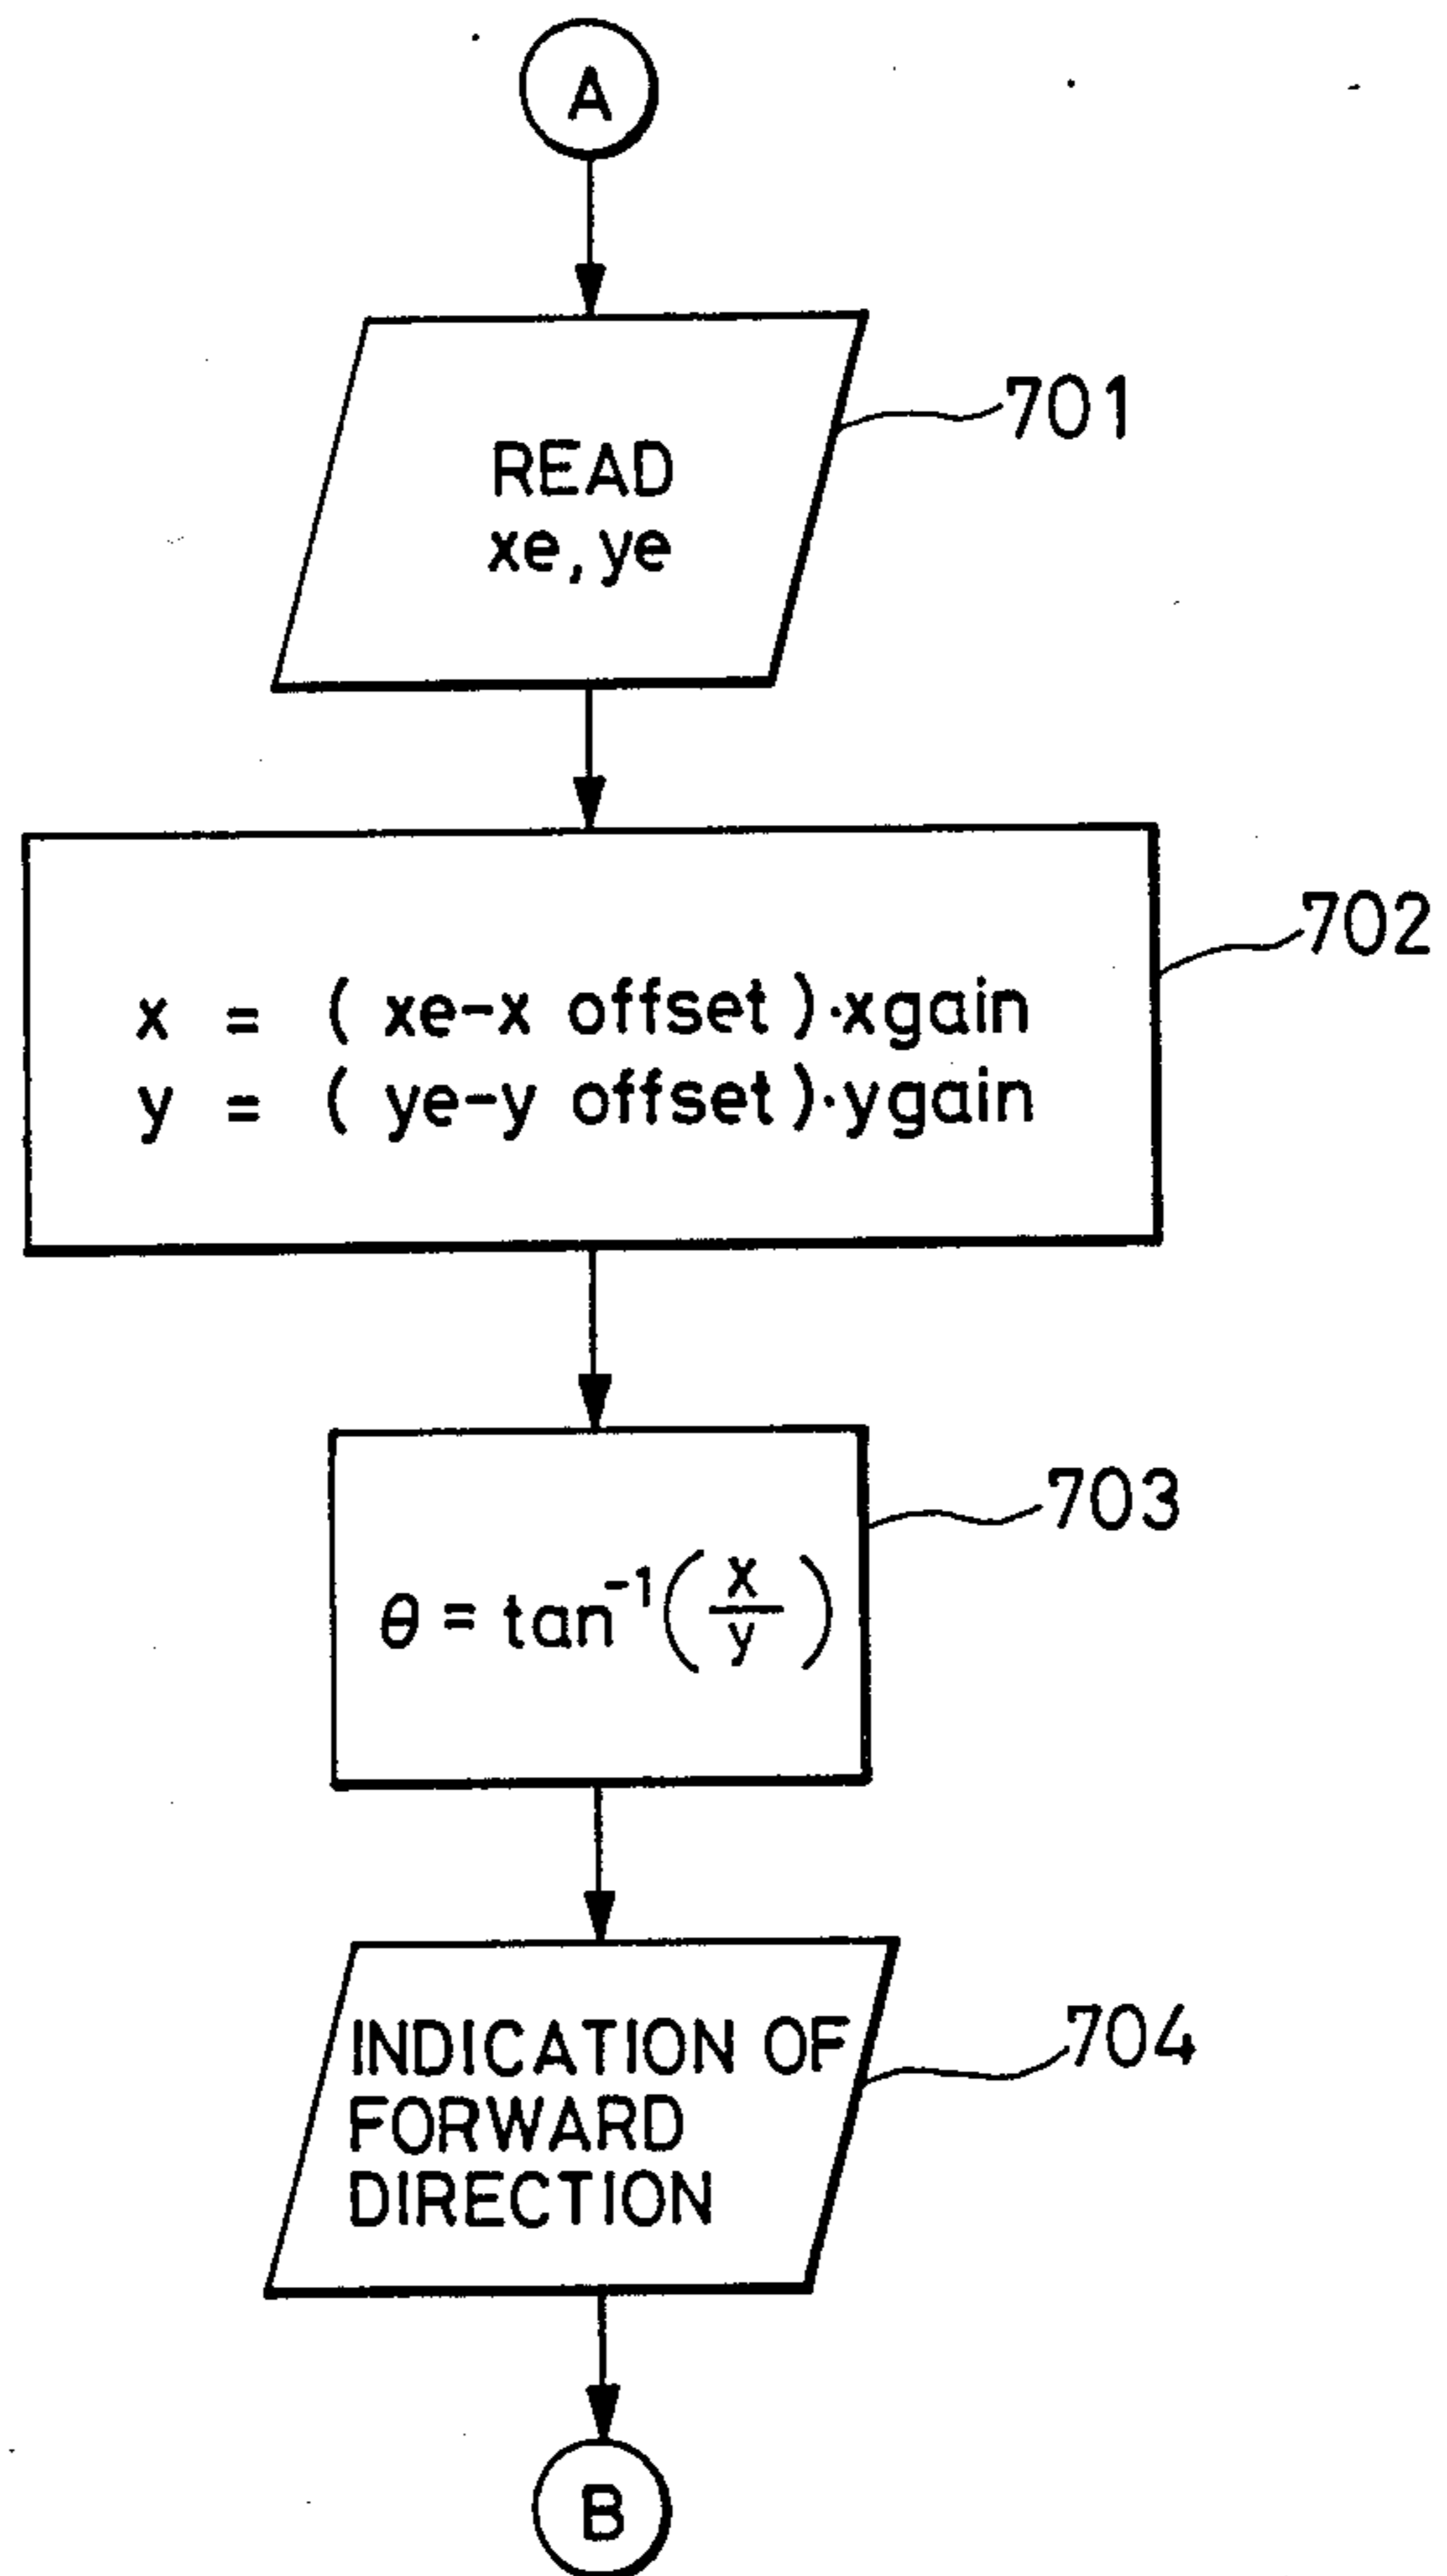 A
READ
xe, ye
701
x = ( xe-x offset )·xgain
y = ( ye-y offset )·ygain
702
θ = tan⁻¹(x/y)
703
INDICATION OF
FORWARD
DIRECTION
704
B